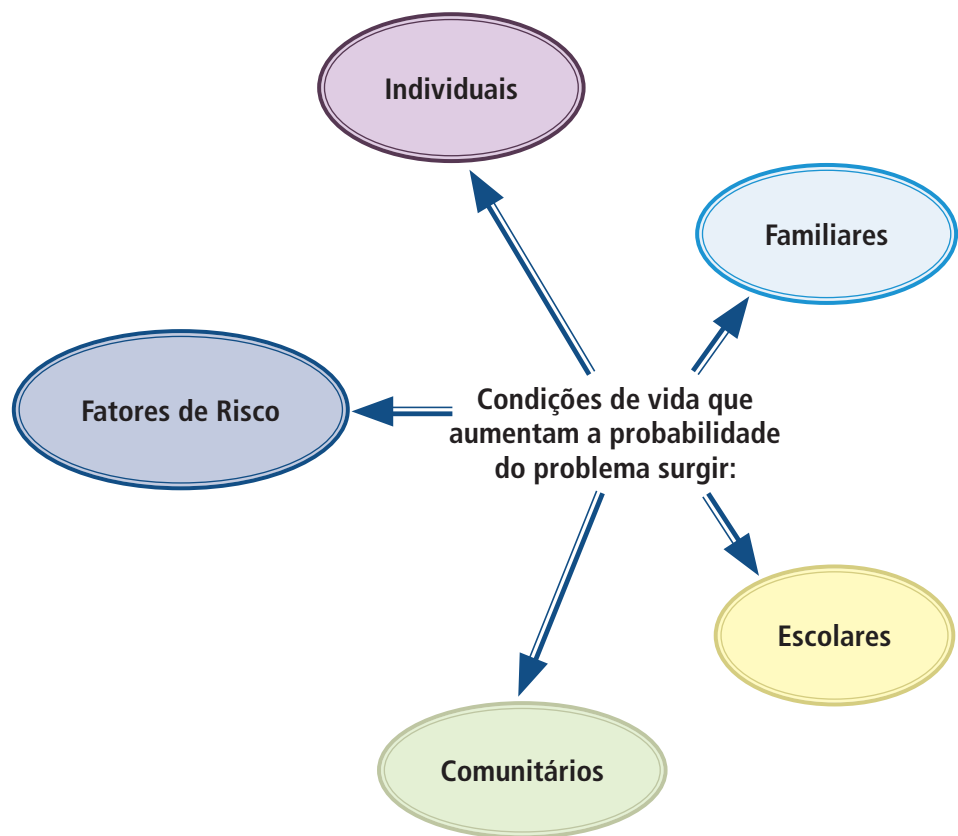 Individuais
Familiares
Fatores de Risco
Condições de vida que
aumentam a probabilidade
do problema surgir:
Escolares
Comunitários